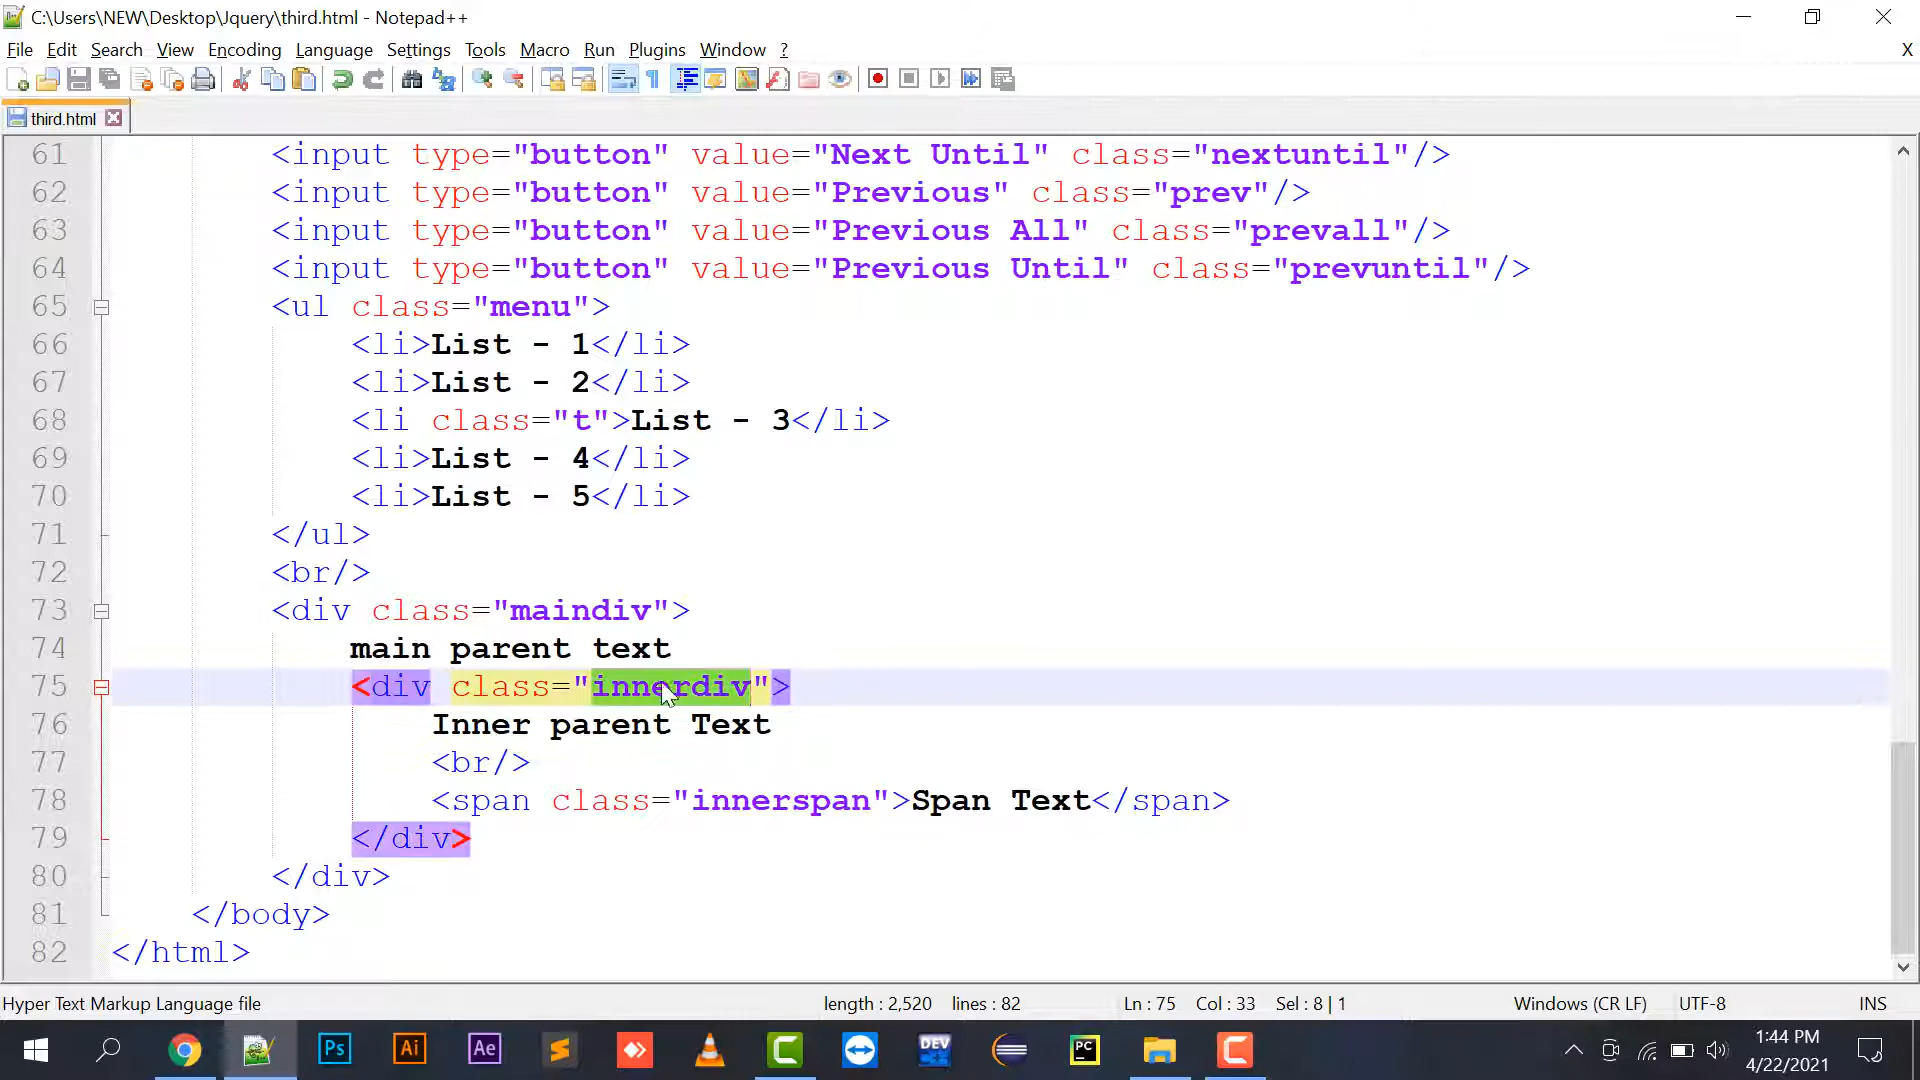 C:\Users\NEW\Desktop\Jquery\third.html - Notepad++
File Edit Search View Encoding Language Settings Tools Macro Run Plugins Window ? X
third.html
61 <input type="button" value="Next Until" class="nextuntil"/>
62 <input type="button" value="Previous" class="prev"/>
63 <input type="button" value="Previous All" class="prevall"/>
64 <input type="button" value="Previous Until" class="prevuntil"/>
65 <ul class="menu">
66 <li>List - 1</li>
67 <li>List - 2</li>
68 <li class="t">List - 3</li>
69 <li>List - 4</li>
70 <li>List - 5</li>
71 </ul>
72 <br/>
73 <div class="maindiv">
74 main parent text
75 <div class="innerdiv">
76 Inner parent Text
77 <br/>
78 <span class="innerspan">Span Text</span>
79 </div>
80 </div>
81 </body>
82 </html>
Hyper Text Markup Language file length : 2,520 lines : 82 Ln : 75 Col : 33 Sel : 8 | 1 Windows (CR LF) UTF-8 INS
Ps Ai Ae DEV PC 1:44 PM
4/22/2021